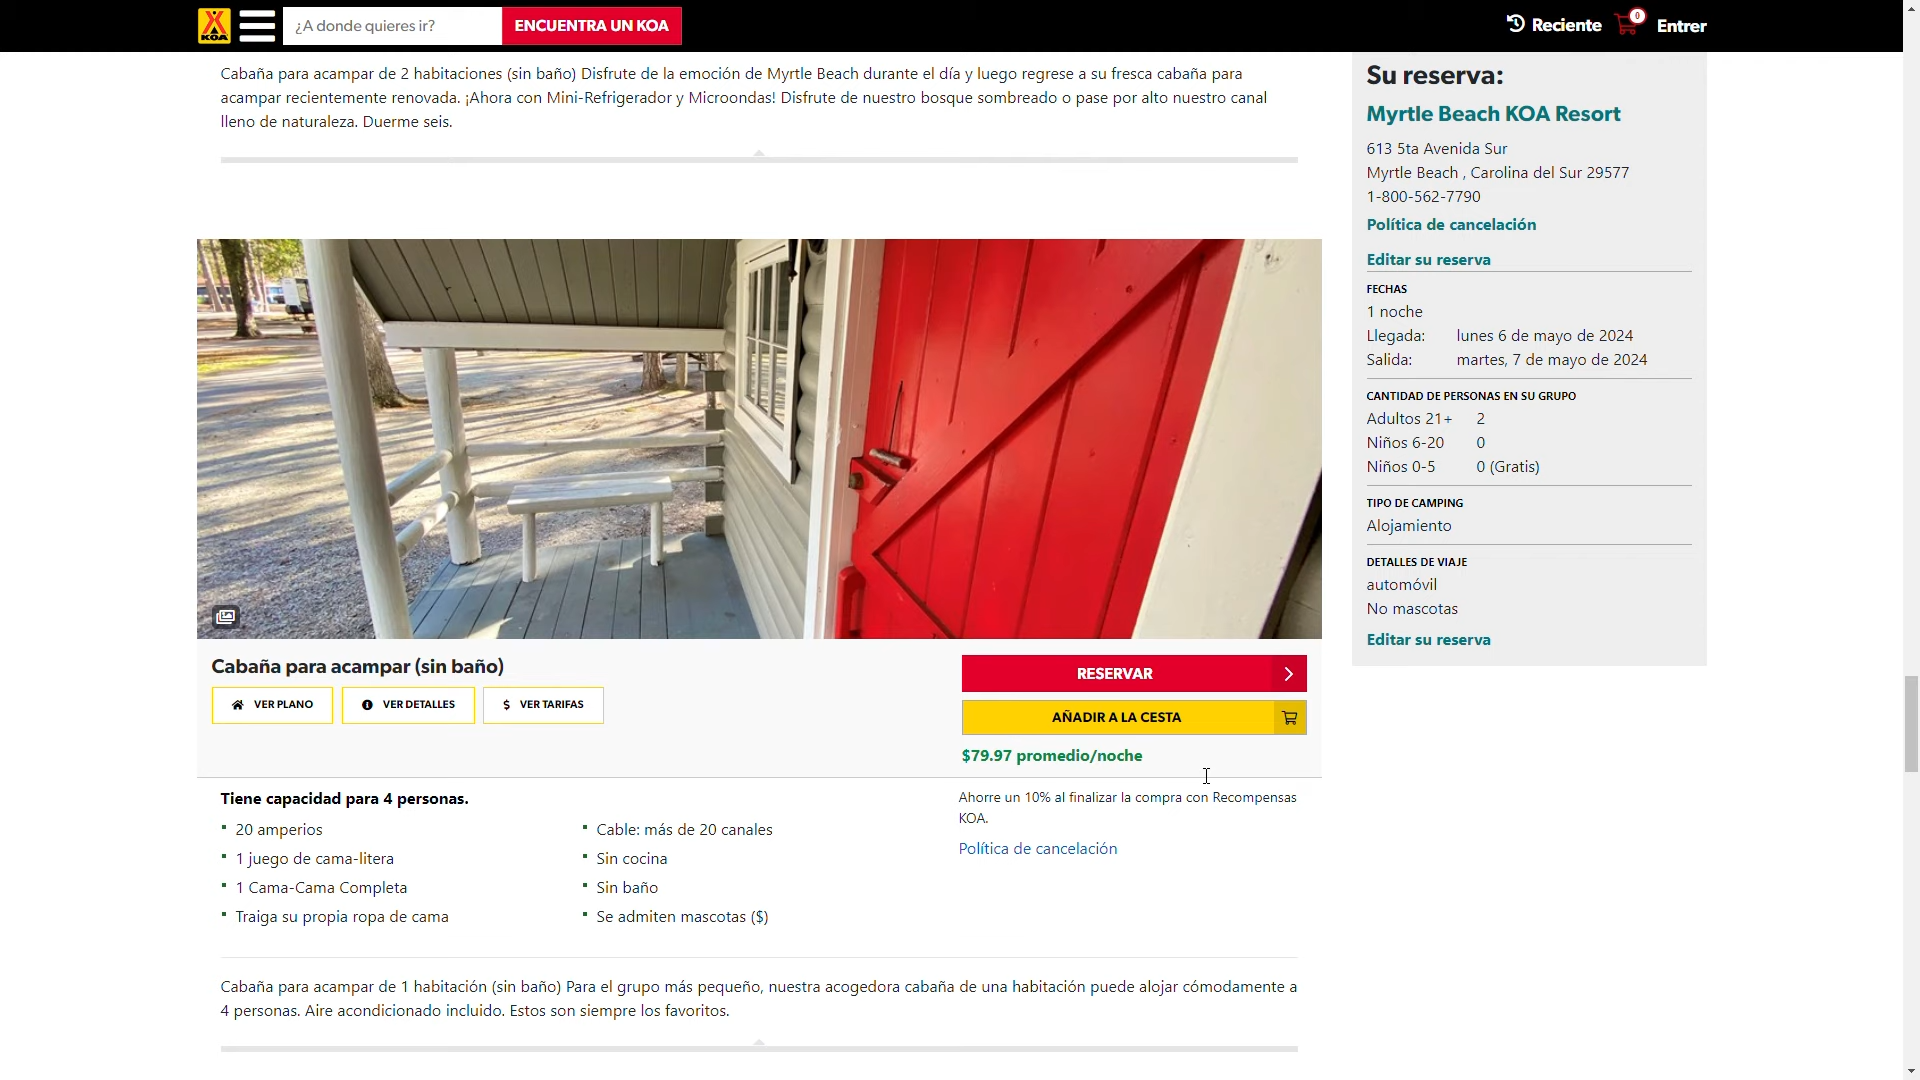 KOA
¿A donde quieres ir?
ENCUENTRA UN KOA
Reciente
0
Entrer
Cabaña para acampar de 2 habitaciones (sin baño) Disfrute de la emoción de Myrtle Beach durante el día y luego regrese a su fresca cabaña para
acampar recientemente renovada. ¡Ahora con Mini-Refrigerador y Microondas! Disfrute de nuestro bosque sombreado o pase por alto nuestro canal
lleno de naturaleza. Duerme seis.
Cabaña para acampar (sin baño)
VER PLANO
VER DETALLES
$ VER TARIFAS
RESERVAR
AÑADIR A LA CESTA
$79.97 promedio/noche
Tiene capacidad para 4 personas.
20 amperios
1 juego de cama-litera
1 Cama-Cama Completa
Traiga su propia ropa de cama
Cable: más de 20 canales
Sin cocina
Sin baño
Se admiten mascotas ($)
Ahorre un 10% al finalizar la compra con Recompensas
KOA.
Política de cancelación
Cabaña para acampar de 1 habitación (sin baño) Para el grupo más pequeño, nuestra acogedora cabaña de una habitación puede alojar cómodamente a
4 personas. Aire acondicionado incluido. Estos son siempre los favoritos.
Su reserva:
Myrtle Beach KOA Resort
613 5ta Avenida Sur
Myrtle Beach , Carolina del Sur 29577
1-800-562-7790
Política de cancelación
Editar su reserva
FECHAS
1 noche
Llegada: lunes 6 de mayo de 2024
Salida: martes, 7 de mayo de 2024
CANTIDAD DE PERSONAS EN SU GRUPO
Adultos 21+ 2
Niños 6-20 0
Niños 0-5 0 (Gratis)
TIPO DE CAMPING
Alojamiento
DETALLES DE VIAJE
automóvil
No mascotas
Editar su reserva